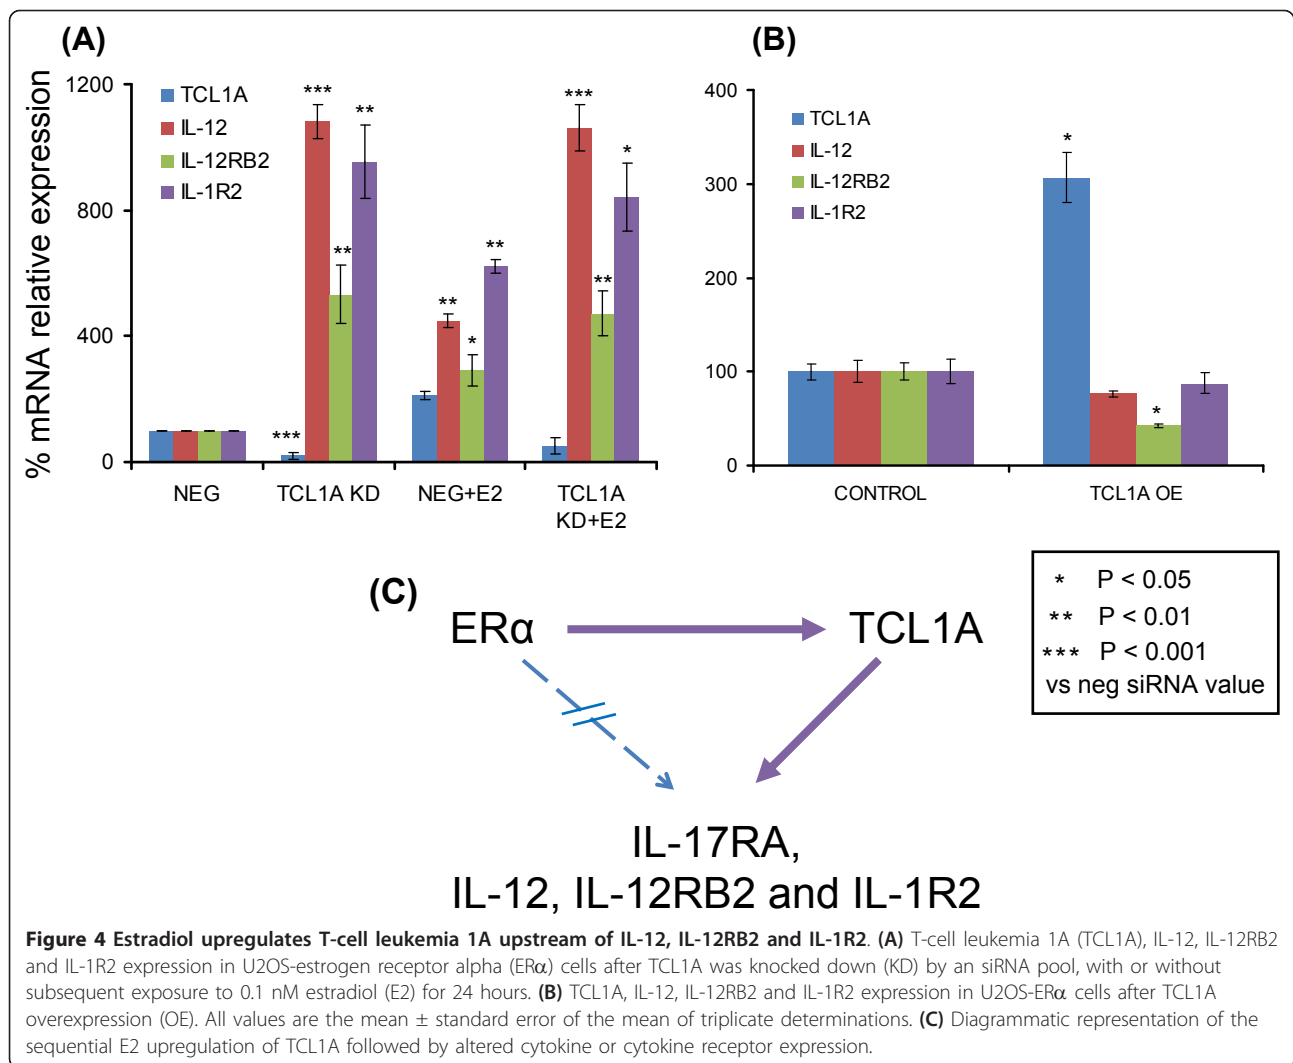 (A)
% mRNA relative expression
1200
800
400
0
TCL1A
IL-12
IL-12RB2
IL-1R2
***
**
**
***
**
*
**
***
**
*
NEG
TCL1A KD
NEG+E2
TCL1A
KD+E2
(B)
400
300
200
100
0
TCL1A
IL-12
IL-12RB2
IL-1R2
*
*
CONTROL
TCL1A OE
* P < 0.05
** P < 0.01
*** P < 0.001
vs neg siRNA value
(C)
ERα
TCL1A
IL-17RA,
IL-12, IL-12RB2 and IL-1R2
Figure 4 Estradiol upregulates T-cell leukemia 1A upstream of IL-12, IL-12RB2 and IL-1R2. (A) T-cell leukemia 1A (TCL1A), IL-12, IL-12RB2
and IL-1R2 expression in U2OS-estrogen receptor alpha (ERα) cells after TCL1A was knocked down (KD) by an siRNA pool, with or without
subsequent exposure to 0.1 nM estradiol (E2) for 24 hours. (B) TCL1A, IL-12, IL-12RB2 and IL-1R2 expression in U2OS-ERα cells after TCL1A
overexpression (OE). All values are the mean ± standard error of the mean of triplicate determinations. (C) Diagrammatic representation of the
sequential E2 upregulation of TCL1A followed by altered cytokine or cytokine receptor expression.